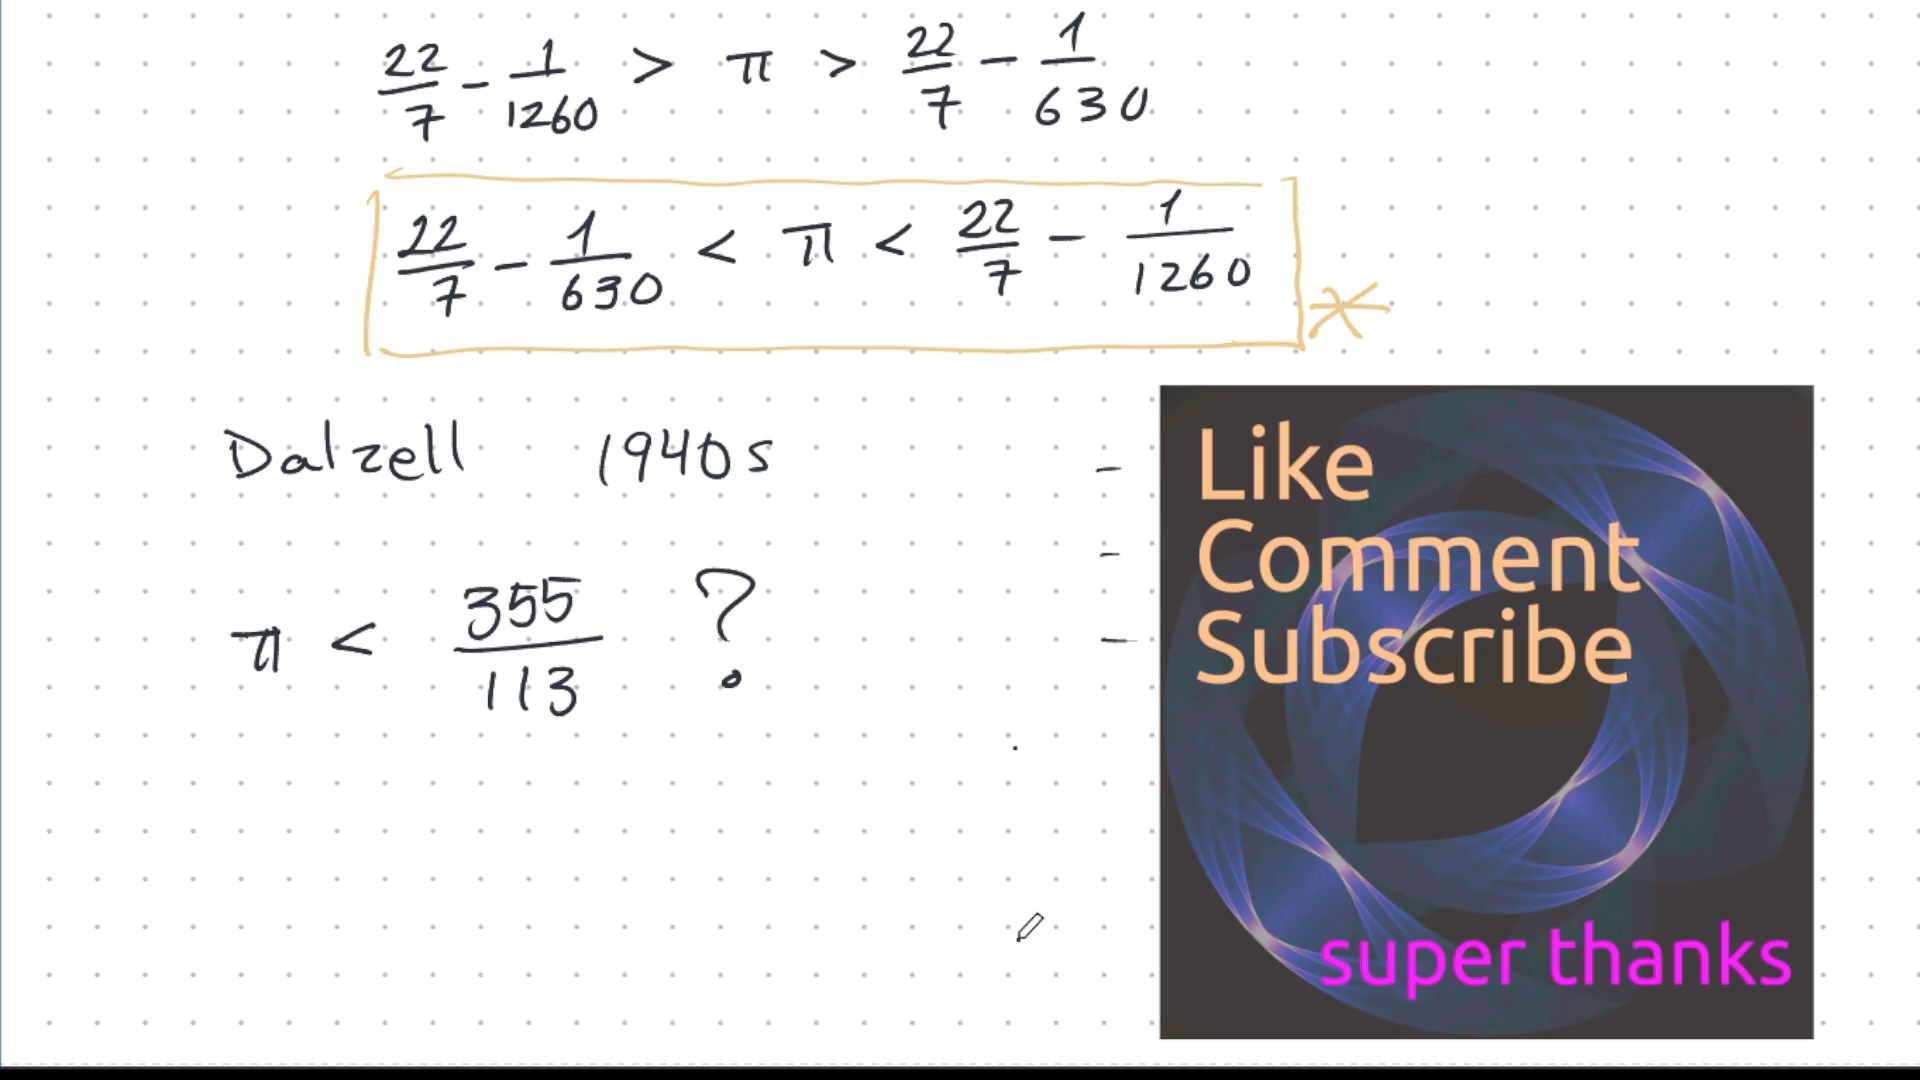 22/7 - 1/1260 > π > 22/7 - 1/630
22/7 - 1/630 < π < 22/7 - 1/1260 *
Dalzell 1940s
π < 355/113 ?
-
-
-
Like
Comment
Subscribe
super thanks